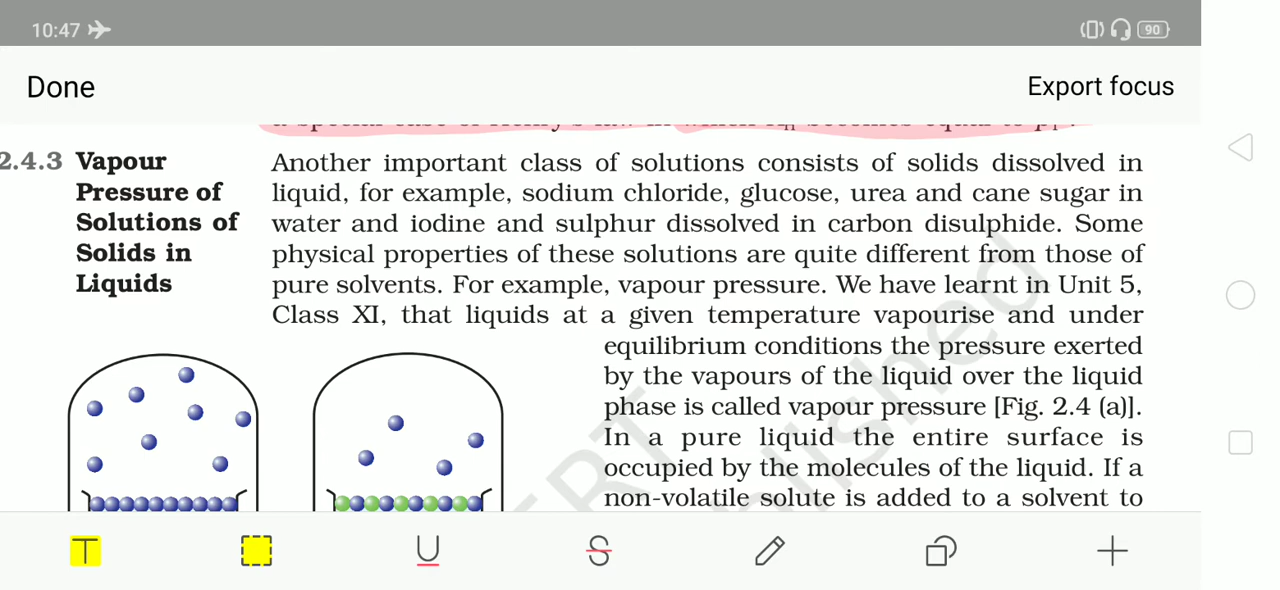 10:47
90
Done
Export focus
2.4.3 Vapour
Pressure of
Solutions of
Solids in
Liquids
Another important class of solutions consists of solids dissolved in
liquid, for example, sodium chloride, glucose, urea and cane sugar in
water and iodine and sulphur dissolved in carbon disulphide. Some
physical properties of these solutions are quite different from those of
pure solvents. For example, vapour pressure. We have learnt in Unit 5,
Class XI, that liquids at a given temperature vapourise and under
equilibrium conditions the pressure exerted
by the vapours of the liquid over the liquid
phase is called vapour pressure [Fig. 2.4 (a)].
In a pure liquid the entire surface is
occupied by the molecules of the liquid. If a
non-volatile solute is added to a solvent to
T
U
S